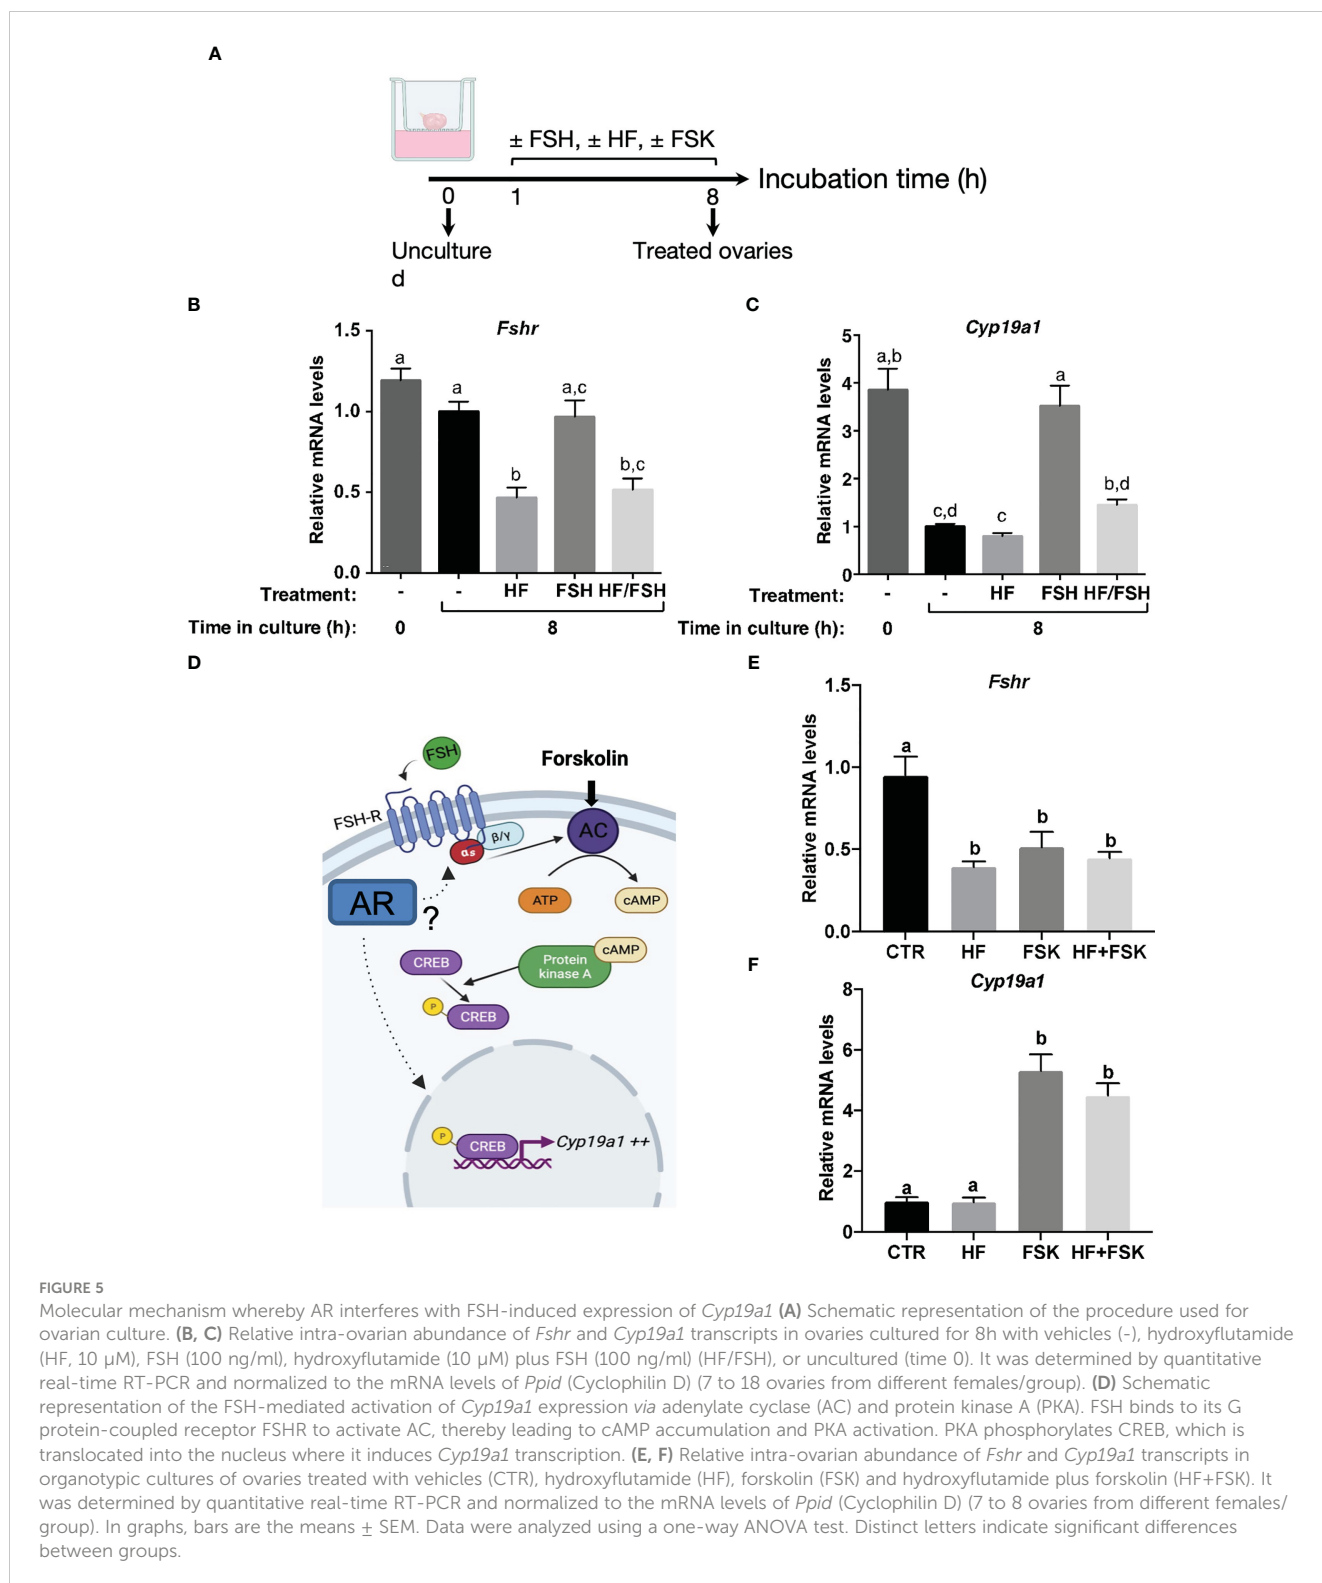 A
± FSH, ± HF, ± FSK
Incubation time (h)
0 1 8
Unculture
d
Treated ovaries
B
Fshr
Relative mRNA levels
1.5
1.0
0.5
0.0
a
a
b
a,c
b,c
Treatment: - - HF FSH HF/FSH
Time in culture (h): 0 8
C
Cyp19a1
Relative mRNA levels
5
4
3
2
1
0
a,b
c,d
c
a
b,d
Treatment: - - HF FSH HF/FSH
Time in culture (h): 0 8
D
FSH
Forskolin
FSH-R
β/γ
αs
AC
AR
?
ATP
cAMP
cAMP
Protein
kinase A
CREB
P
CREB
P
CREB
Cyp19a1 ++
E
Fshr
Relative mRNA levels
1.5
1.0
0.5
0.0
a
b
b
b
CTR HF FSK HF+FSK
F
Cyp19a1
Relative mRNA levels
8
6
4
2
0
a
a
b
b
CTR HF FSK HF+FSK
FIGURE 5
Molecular mechanism whereby AR interferes with FSH-induced expression of Cyp19a1 (A) Schematic representation of the procedure used for
ovarian culture. (B, C) Relative intra-ovarian abundance of Fshr and Cyp19a1 transcripts in ovaries cultured for 8h with vehicles (-), hydroxyflutamide
(HF, 10 µM), FSH (100 ng/ml), hydroxyflutamide (10 µM) plus FSH (100 ng/ml) (HF/FSH), or uncultured (time 0). It was determined by quantitative
real-time RT-PCR and normalized to the mRNA levels of Ppid (Cyclophilin D) (7 to 18 ovaries from different females/group). (D) Schematic
representation of the FSH-mediated activation of Cyp19a1 expression via adenylate cyclase (AC) and protein kinase A (PKA). FSH binds to its G
protein-coupled receptor FSHR to activate AC, thereby leading to cAMP accumulation and PKA activation. PKA phosphorylates CREB, which is
translocated into the nucleus where it induces Cyp19a1 transcription. (E, F) Relative intra-ovarian abundance of Fshr and Cyp19a1 transcripts in
organotypic cultures of ovaries treated with vehicles (CTR), hydroxyflutamide (HF), forskolin (FSK) and hydroxyflutamide plus forskolin (HF+FSK). It
was determined by quantitative real-time RT-PCR and normalized to the mRNA levels of Ppid (Cyclophilin D) (7 to 8 ovaries from different females/
group). In graphs, bars are the means ± SEM. Data were analyzed using a one-way ANOVA test. Distinct letters indicate significant differences
between groups.